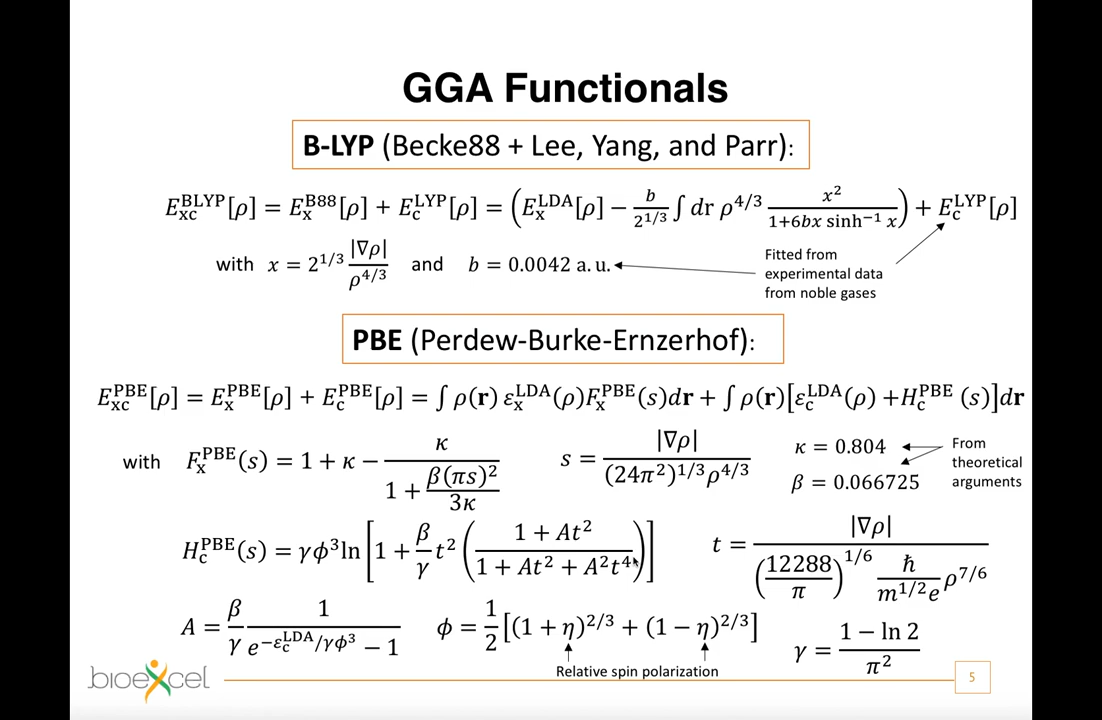 GGA Functionals
B-LYP (Becke88 + Lee, Yang, and Parr):
E_xc^BLYP[ρ] = E_x^B88[ρ] + E_c^LYP[ρ] = (E_x^LDA[ρ] − b/2^{1/3} ∫ dr ρ^{4/3} x²/(1+6bx sinh⁻¹ x)) + E_c^LYP[ρ]
with x = 2^{1/3} |∇ρ|/ρ^{4/3} and b = 0.0042 a. u.
Fitted from
experimental data
from noble gases
PBE (Perdew-Burke-Ernzerhof):
E_xc^PBE[ρ] = E_x^PBE[ρ] + E_c^PBE[ρ] = ∫ ρ(r) ε_x^LDA(ρ)F_x^PBE(s)dr + ∫ ρ(r)[ε_c^LDA(ρ) +H_c^PBE (s)]dr
with F_x^PBE(s) = 1 + κ − κ/(1 + β(πs)²/3κ) s = |∇ρ|/((24π²)^{1/3}ρ^{4/3})
κ = 0.804
β = 0.066725
From
theoretical
arguments
H_c^PBE(s) = γϕ³ln[1 + β/γ t² ((1 + At²)/(1 + At² + A²t⁴))] t = |∇ρ|/((12288/π)^{1/6} ħ/(m^{1/2}e) ρ^{7/6})
A = β/γ 1/(e^{−ε_c^LDA/γϕ³} − 1) ϕ = 1/2 [(1 + η)^{2/3} + (1 − η)^{2/3}] γ = (1 − ln 2)/π²
Relative spin polarization
bioexcel
5